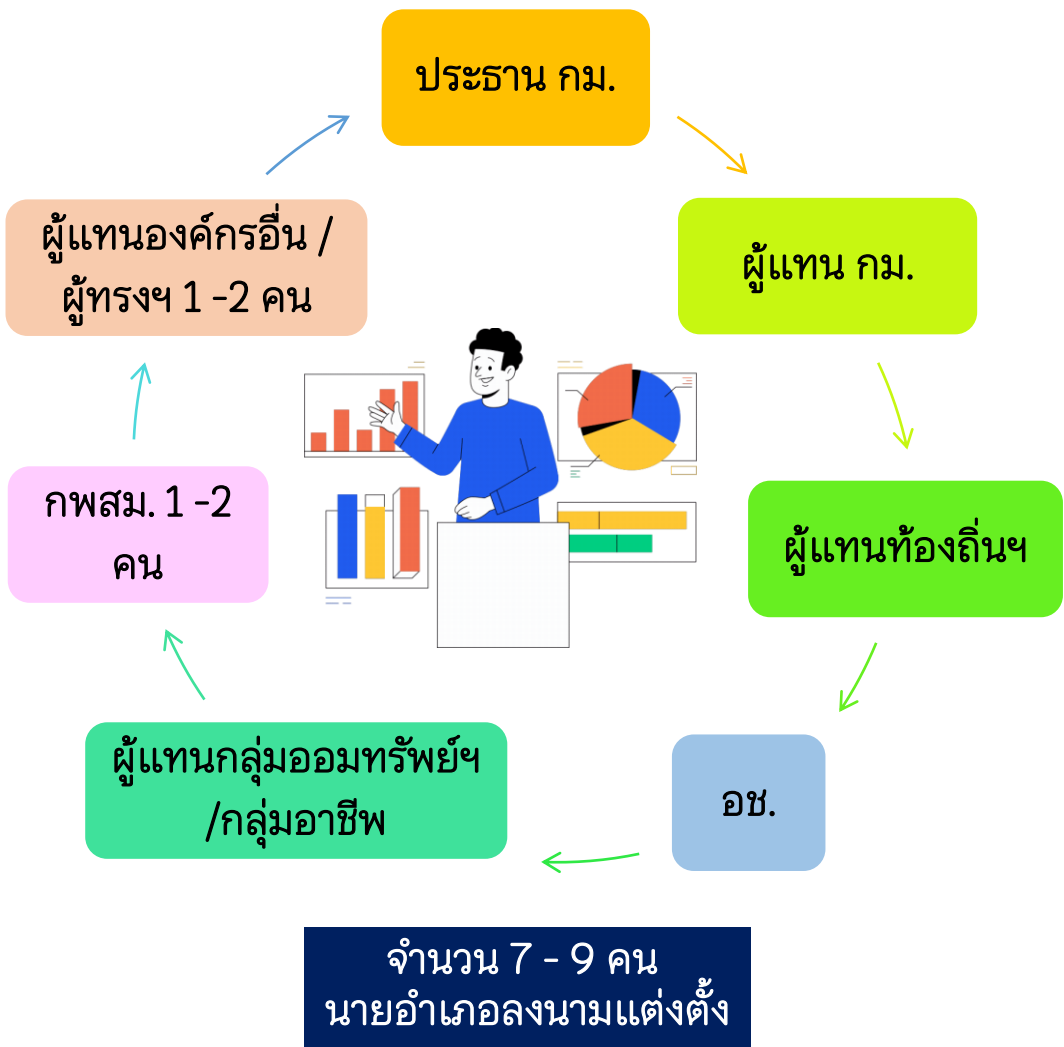 ประธาน กม.
ผู้แทน กม.
ผู้แทนท้องถิ่นฯ
อช.
ผู้แทนกลุ่มออมทรัพย์ฯ
/กลุ่มอาชีพ
กพสม. 1 -2
คน
ผู้แทนองค์กรอื่น /
ผู้ทรงฯ 1 -2 คน
จำนวน 7 - 9 คน
นายอำเภอลงนามแต่งตั้ง